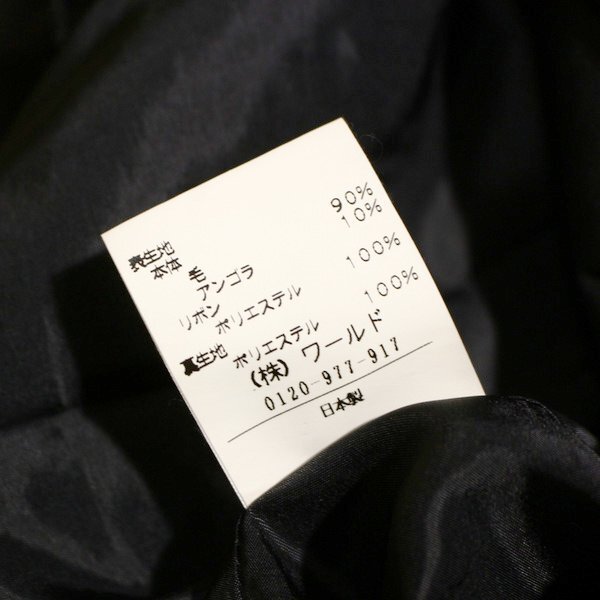 表生地
本体
毛 90%
アンゴラ 10%
リボン
ポリエステル 100%
裏生地
ポリエステル 100%
(株) ワールド
0120-977-917
日本製